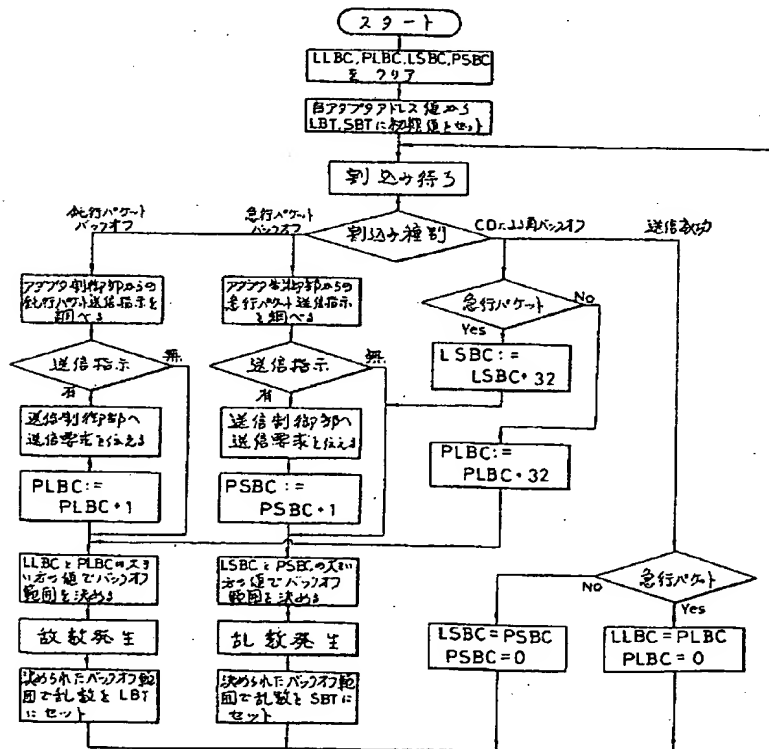 スタート
LLBC,PLBC,LSBC,PSBC
をクリア
自アダプタアドレス値から
LBT,SBTに初期値をセット
割込み待ち
鈍行パケット
バックオフ
急行パケット
バックオフ
割込み種別
CDによる再バックオフ
送信成功
アダプタ制御部からの
鈍行パケット送信指示を
調べる
アダプタ制御部からの
急行パケット送信指示
を調べる
急行パケット
No
Yes
送信指示
無
有
送信指示
無
有
LSBC:=
LSBC+32
送信制御部へ
送信要求を伝える
送信制御部へ
送信要求を伝える
PLBC:=
PLBC+1
PSBC:=
PSBC+1
PLBC:=
PLBC+32
LLBCとPLBCの大き
い方の値でバックオフ
範囲を決める
LSBCとPSBCの大きい
方の値でバックオフ
範囲を決める
急行パケット
NO
Yes
乱数発生
乱数発生
LSBC=PSBC
PSBC=0
LLBC=PLBC
PLBC=0
決められたバックオフ範
囲で乱数をLBT
にセット
決められたバックオフ範
囲で乱数をSBTに
セット